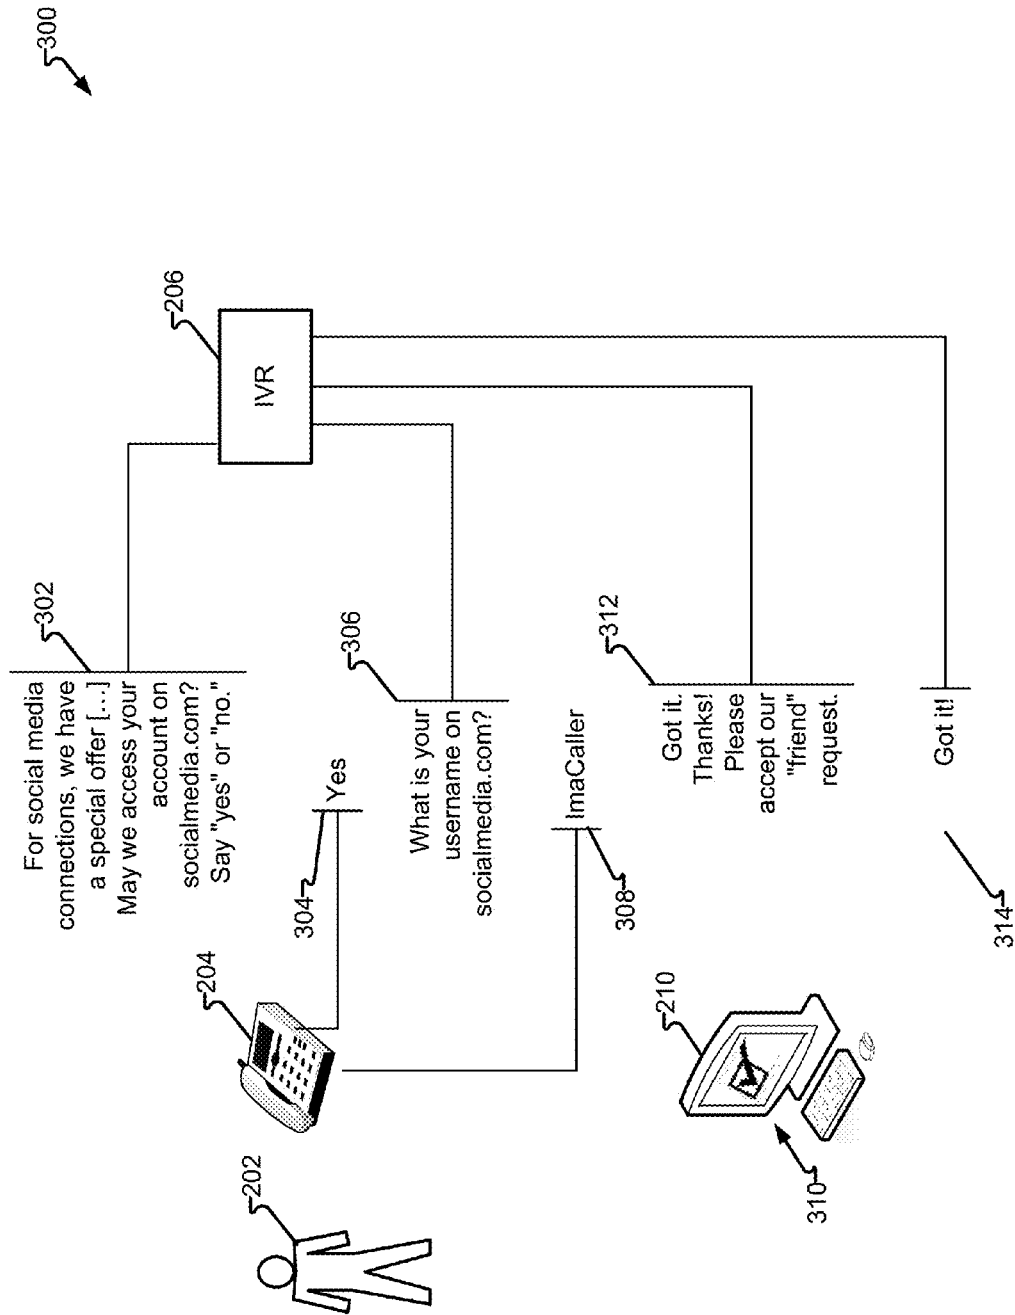 300
206
IVR
302
For social media
connections, we have
a special offer [...]
May we access your
account on
socialmedia.com?
Say "yes" or "no."
304
Yes
306
What is your
username on
socialmedia.com?
308
ImaCaller
312
Got it.
Thanks!
Please
accept our
"friend"
request.
Got it!
314
204
210
310
202